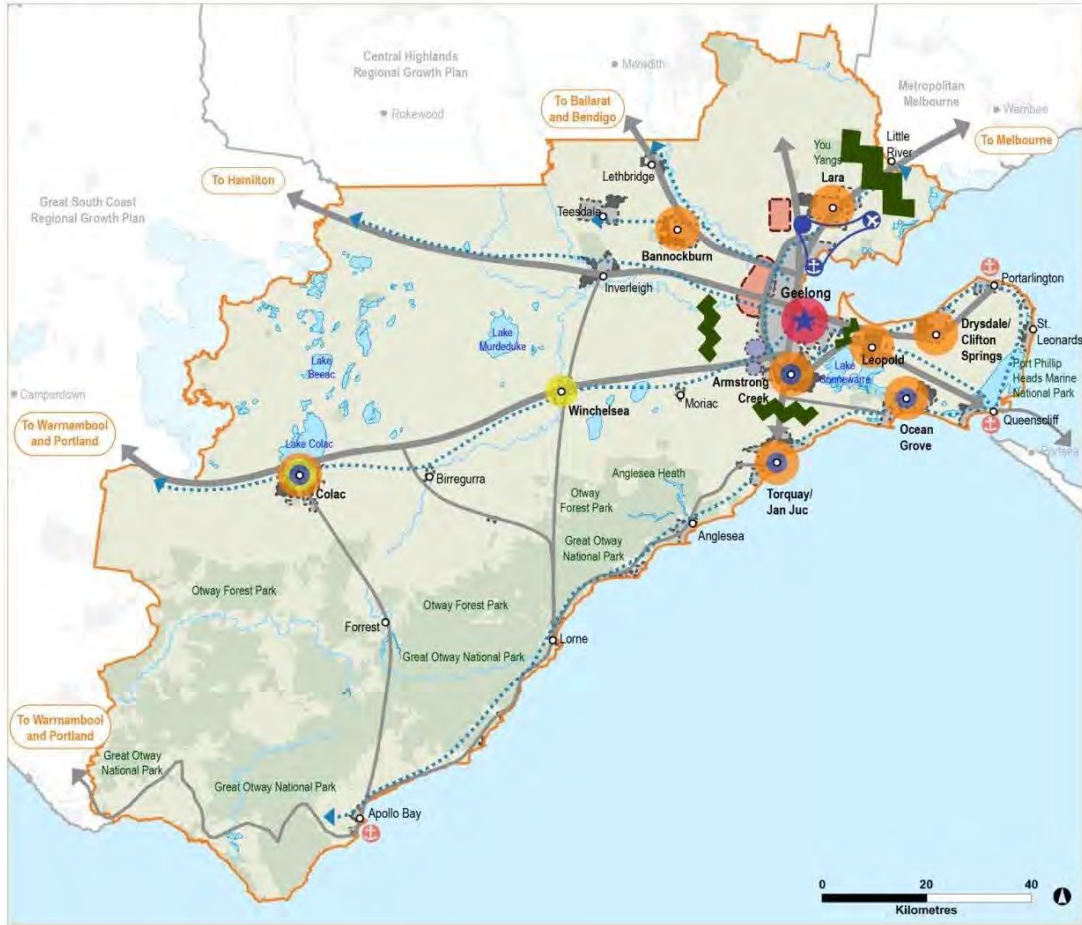 Central Highlands
Regional Growth Plan
Meredith
Rokewood
Metropolitan
Melbourne
Werribee
To Ballarat
and Bendigo
To Melbourne
Little
River
You
Yangs
Lara
Lethbridge
To Hamilton
Great South Coast
Regional Growth Plan
Teesdale
Bannockburn
Inverleigh
Geelong
Portarlington
Drysdale/
Clifton
Springs
St.
Leonards
Leopold
Lake
Murdeduke
Lake
Beeac
Armstrong
Creek
Lake
Connewarre
Port Phillip
Heads Marine
National Park
Camperdown
Winchelsea
Moriac
Ocean
Grove
Queenscliff
Portsea
To Warrnambool
and Portland
Lake Colac
Colac
Birregurra
Anglesea Heath
Torquay/
Jan Juc
Otway
Forest Park
Anglesea
Great Otway
National Park
Otway Forest Park
Otway Forest Park
Forrest
Great Otway National Park
Lorne
To Warrnambool
and Portland
Great Otway
National Park
Great Otway National Park
Apollo Bay
0 20 40
Kilometres